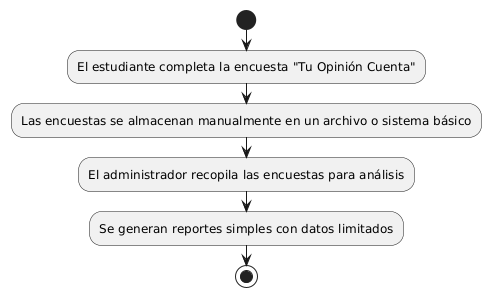 El estudiante completa la encuesta "Tu Opinión Cuenta"
Las encuestas se almacenan manualmente en un archivo o sistema básico
El administrador recopila las encuestas para análisis
Se generan reportes simples con datos limitados